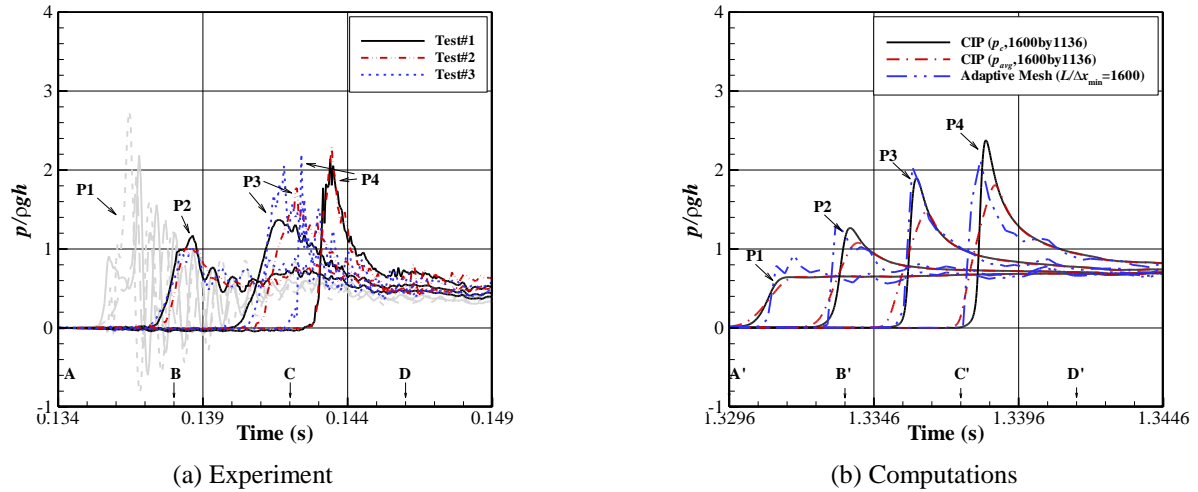 p/ρgh
4
3
2
1
0
-1
Test#1
Test#2
Test#3
P1
P2
P3
P4
A
B
C
D
0.134
0.139
0.144
0.149
Time (s)
(a) Experiment
p/ρgh
4
3
2
1
0
-1
CIP (pc,1600by1136)
CIP (pavg,1600by1136)
Adaptive Mesh (L/Δxmin=1600)
P4
P3
P2
P1
A'
B'
C'
D'
1.3296
1.3346
1.3396
1.3446
Time (s)
(b) Computations